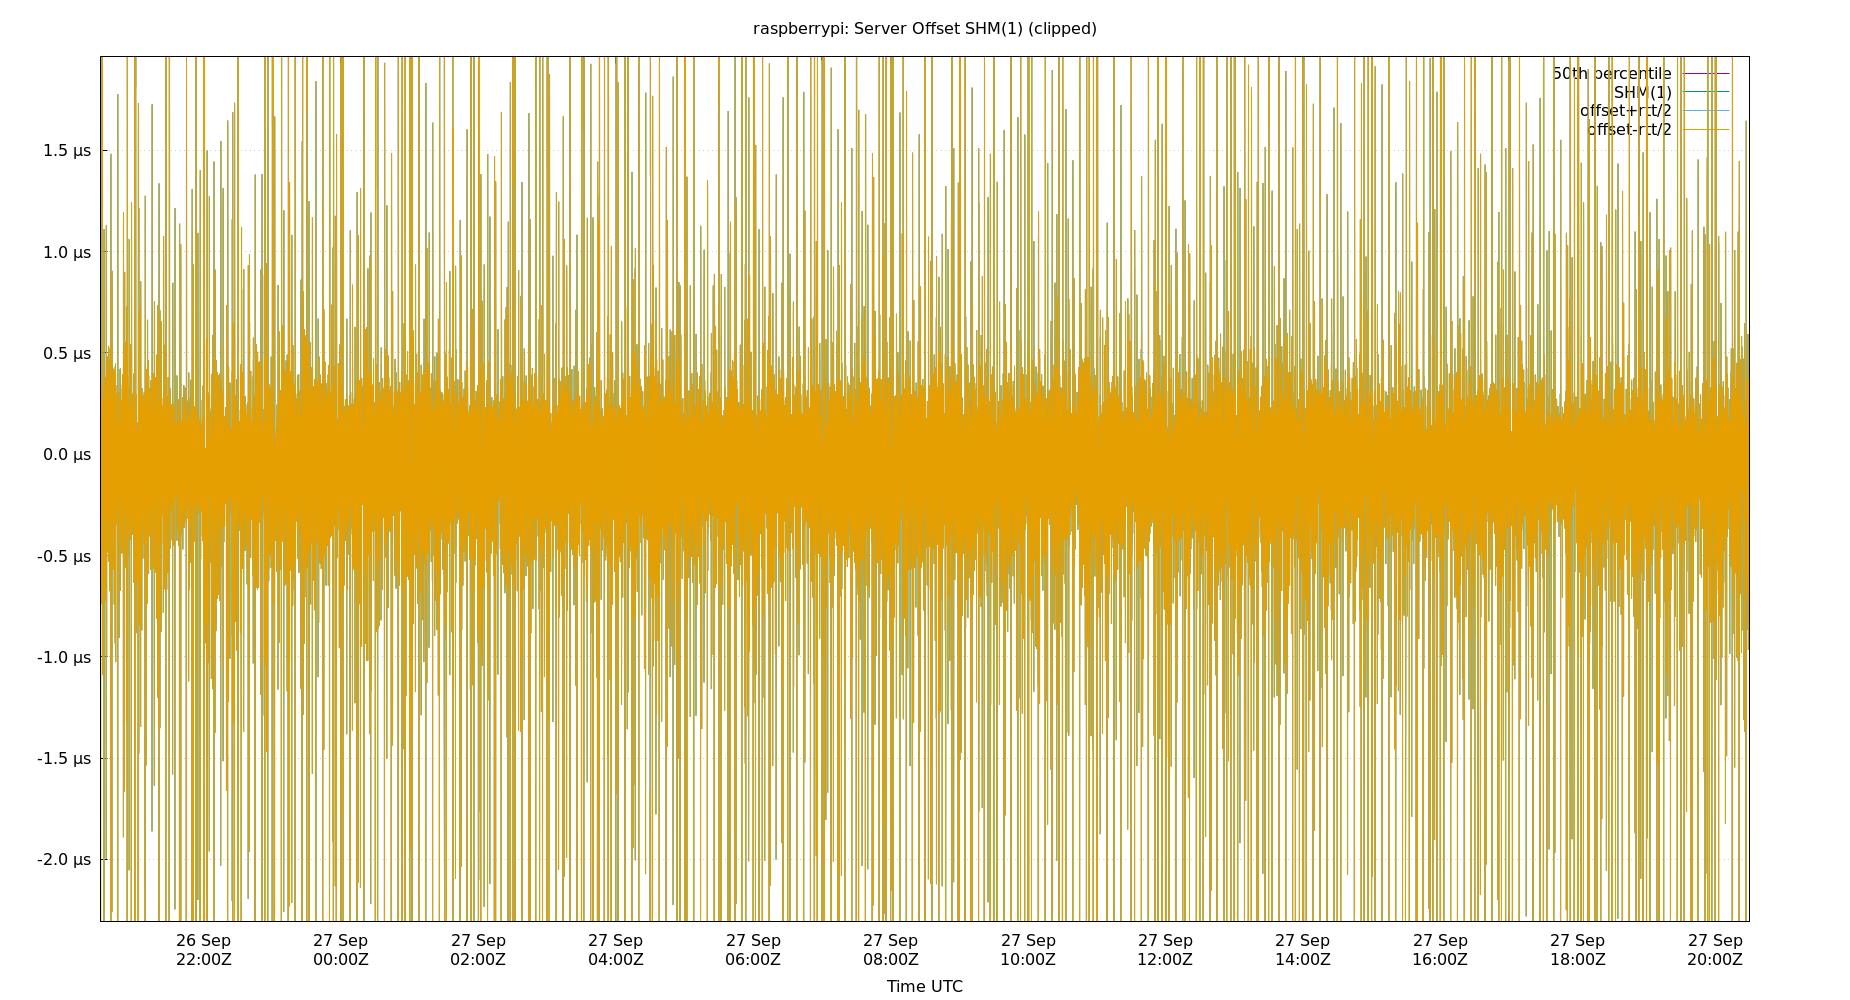 raspberrypi: Server Offset SHM(1) (clipped)
50th percentile
SHM(1)
offset+rtt/2
offset-rtt/2
1.5 µs
1.0 µs
0.5 µs
0.0 µs
-0.5 µs
-1.0 µs
-1.5 µs
-2.0 µs
26 Sep 27 Sep 27 Sep 27 Sep 27 Sep 27 Sep 27 Sep 27 Sep 27 Sep 27 Sep 27 Sep 27 Sep
22:00Z 00:00Z 02:00Z 04:00Z 06:00Z 08:00Z 10:00Z 12:00Z 14:00Z 16:00Z 18:00Z 20:00Z
Time UTC